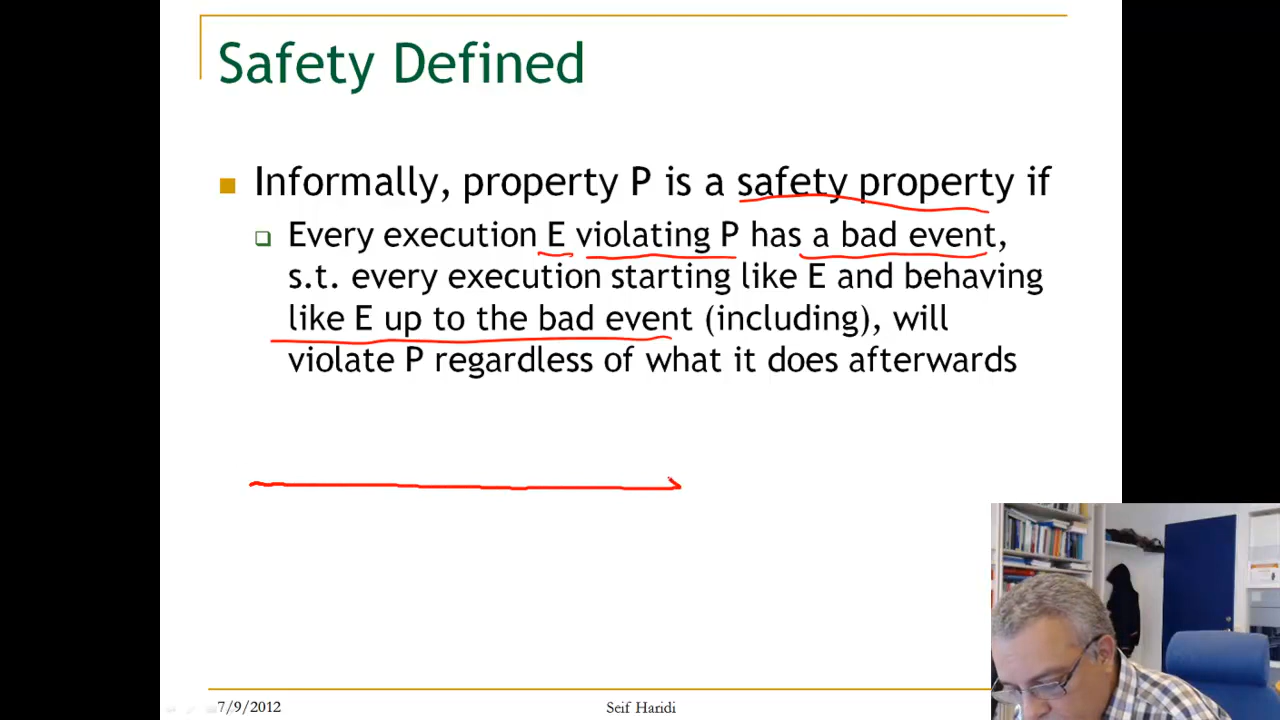 Safety Defined
Informally, property P is a safety property if
Every execution E violating P has a bad event,
s.t. every execution starting like E and behaving
like E up to the bad event (including), will
violate P regardless of what it does afterwards
7/9/2012
Seif Haridi